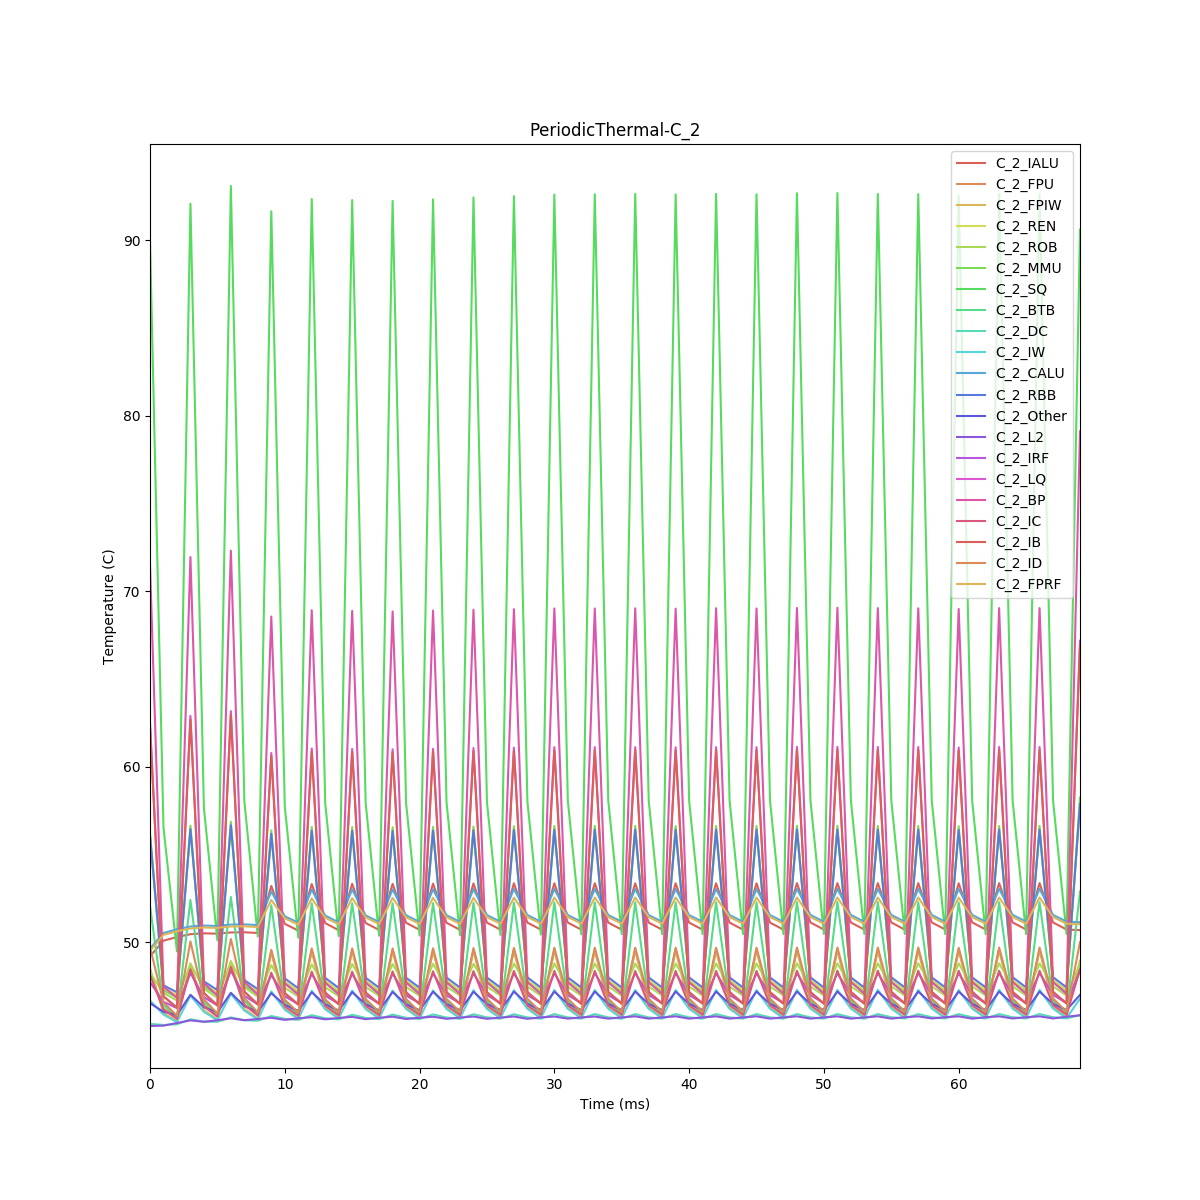 PeriodicThermal-C_2
C_2_IALU
C_2_FPU
C_2_FPIW
C_2_REN
C_2_ROB
C_2_MMU
C_2_SQ
C_2_BTB
C_2_DC
C_2_IW
C_2_CALU
C_2_RBB
C_2_Other
C_2_L2
C_2_IRF
C_2_LQ
C_2_BP
C_2_IC
C_2_IB
C_2_ID
C_2_FPRF
90
80
70
60
50
Temperature (C)
0 10 20 30 40 50 60
Time (ms)